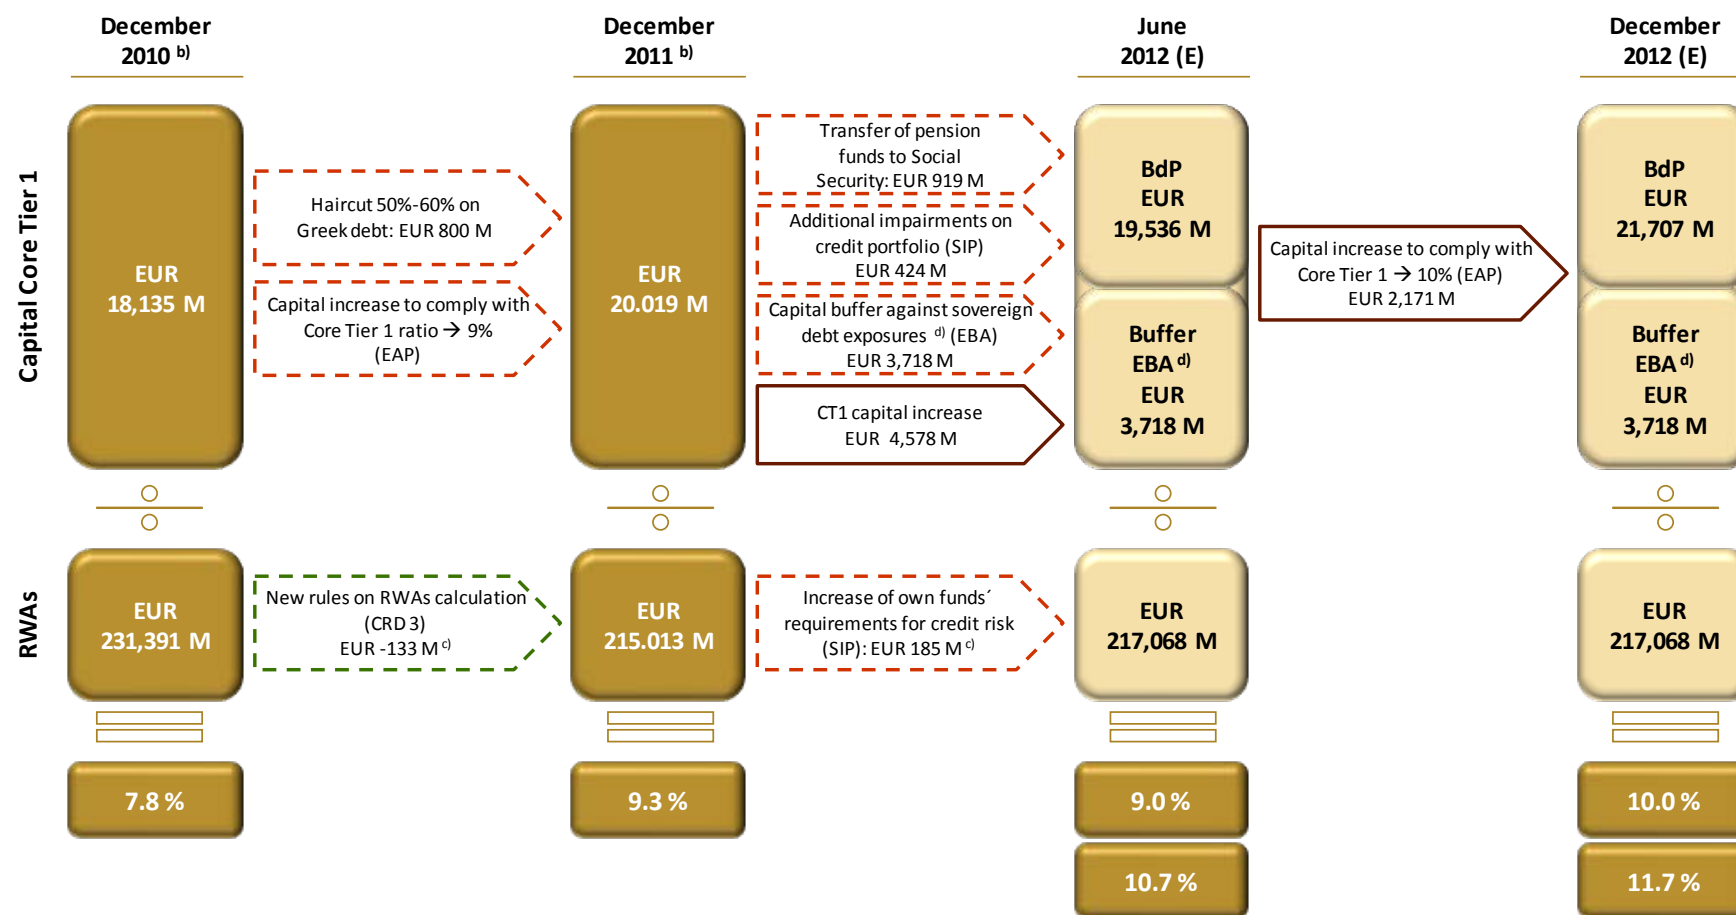 December
2010 b)
December
2011 b)
June
2012 (E)
December
2012 (E)
Capital Core Tier 1
EUR
18,135 M
Haircut 50%-60% on
Greek debt: EUR 800 M
Capital increase to comply with
Core Tier 1 ratio → 9%
(EAP)
EUR
20.019 M
Transfer of pension
funds to Social
Security: EUR 919 M
Additional impairments on
credit portfolio (SIP)
EUR 424 M
Capital buffer against sovereign
debt exposures d) (EBA)
EUR 3,718 M
CT1 capital increase
EUR 4,578 M
BdP
EUR
19,536 M
Buffer
EBA d)
EUR
3,718 M
Capital increase to comply with
Core Tier 1 → 10% (EAP)
EUR 2,171 M
BdP
EUR
21,707 M
Buffer
EBA d)
EUR
3,718 M
RWAs
EUR
231,391 M
New rules on RWAs calculation
(CRD 3)
EUR -133 M c)
EUR
215.013 M
Increase of own funds´
requirements for credit risk
(SIP): EUR 185 M c)
EUR
217,068 M
EUR
217,068 M
7.8 %
9.3 %
9.0 %
10.0 %
10.7 %
11.7 %